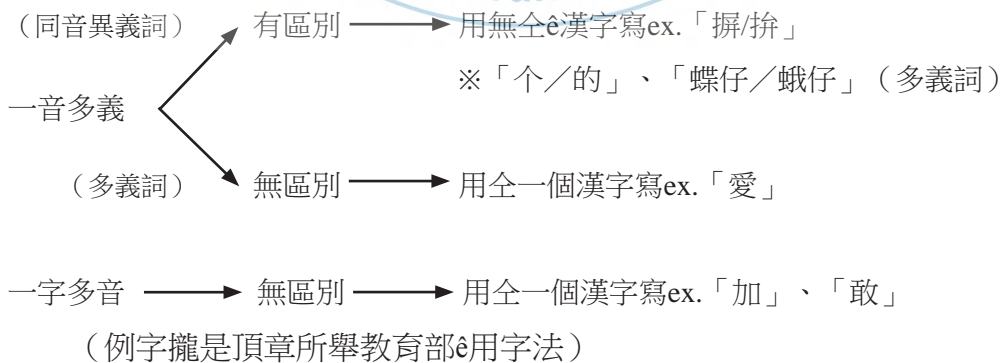 (同音異義詞) 有區別 用無仝ê漢字寫ex.「摒/拚」
※「个／的」、「蝶仔／蛾仔」(多義詞)
一音多義
(多義詞) 無區別 用仝一個漢字寫ex.「愛」
一字多音 無區別 用仝一個漢字寫ex.「加」、「敢」
(例字攏是頂章所舉教育部ê用字法)